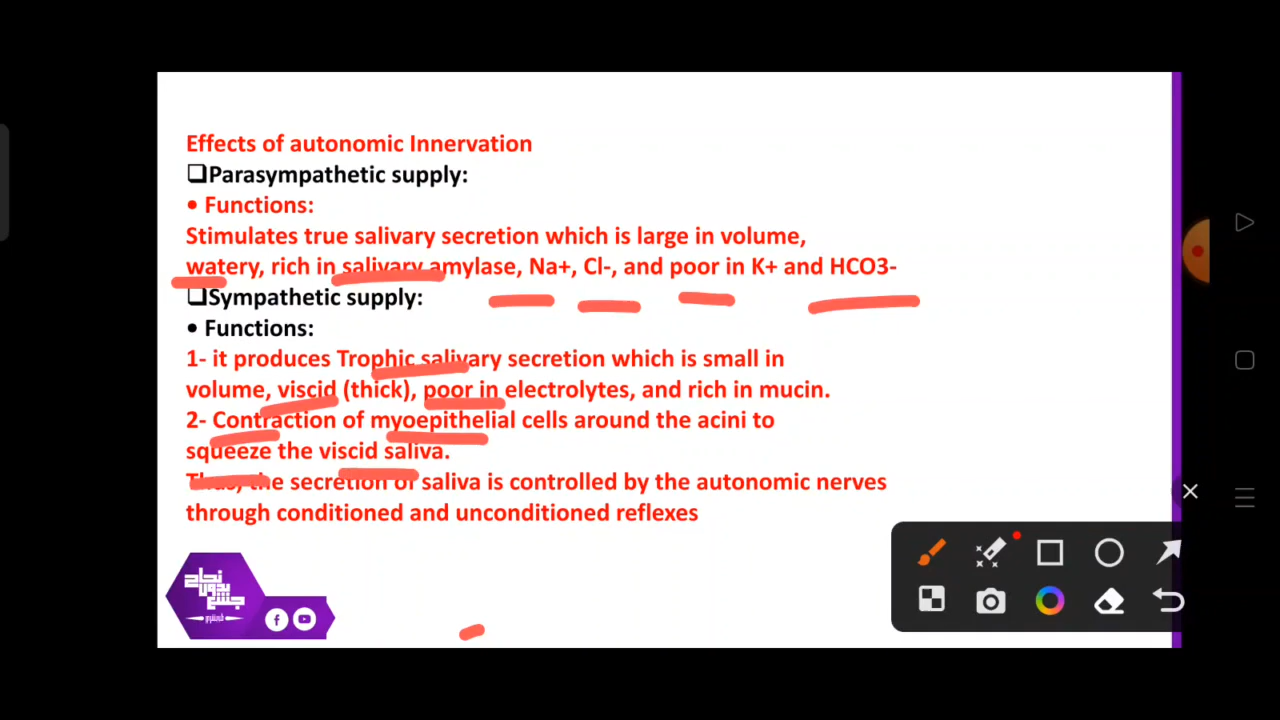 Effects of autonomic Innervation
❑Parasympathetic supply:
• Functions:
Stimulates true salivary secretion which is large in volume,
watery, rich in salivary amylase, Na+, Cl-, and poor in K+ and HCO3-
❑Sympathetic supply:
• Functions:
1- it produces Trophic salivary secretion which is small in
volume, viscid (thick), poor in electrolytes, and rich in mucin.
2- Contraction of myoepithelial cells around the acini to
squeeze the viscid saliva.
Thus, the secretion of saliva is controlled by the autonomic nerves
through conditioned and unconditioned reflexes
نجاح
بدون